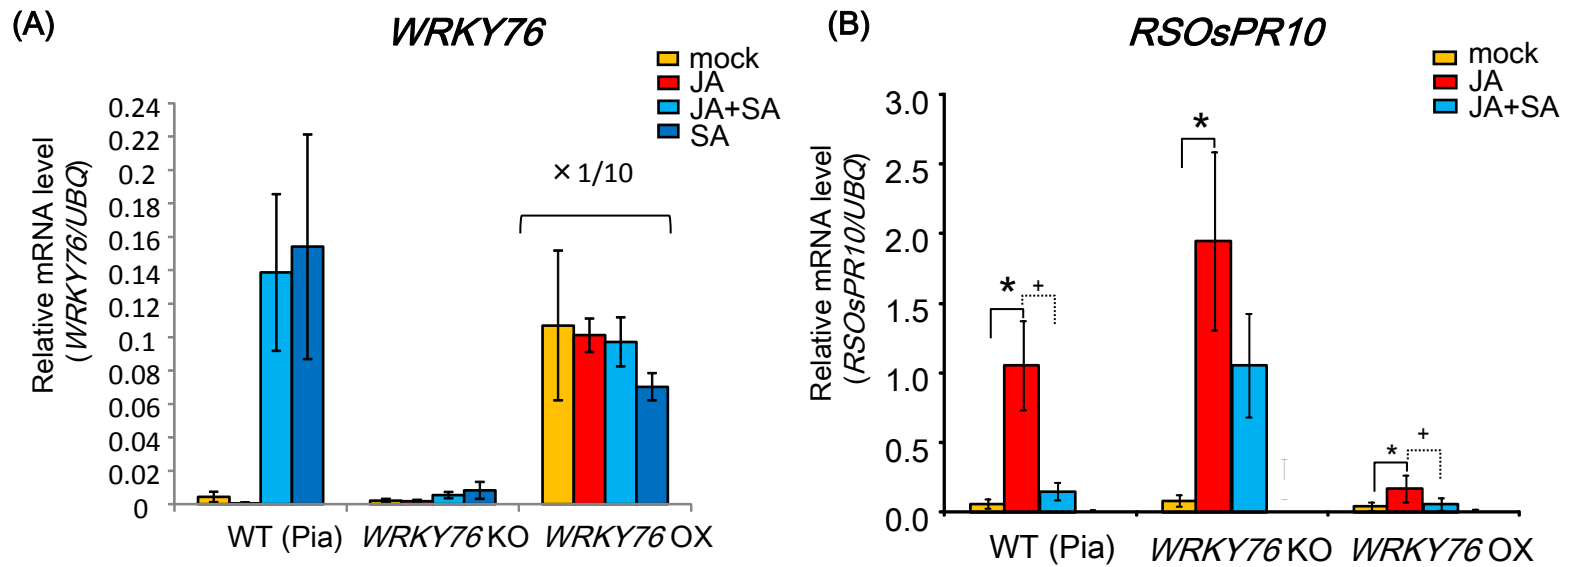 (A)
WRKY76
mock
JA
JA+SA
SA
Relative mRNA level
(WRKY76/UBQ)
0.24
0.22
0.2
0.18
0.16
0.14
0.12
0.1
0.08
0.06
0.04
0.02
0
× 1/10
WT (Pia) WRKY76 KO WRKY76 OX
(B)
RSOsPR10
mock
JA
JA+SA
Relative mRNA level
(RSOsPR10/UBQ)
3.0
2.5
2.0
1.5
1.0
0.5
0.0
* +
*
* +
WT (Pia) WRKY76 KO WRKY76 OX